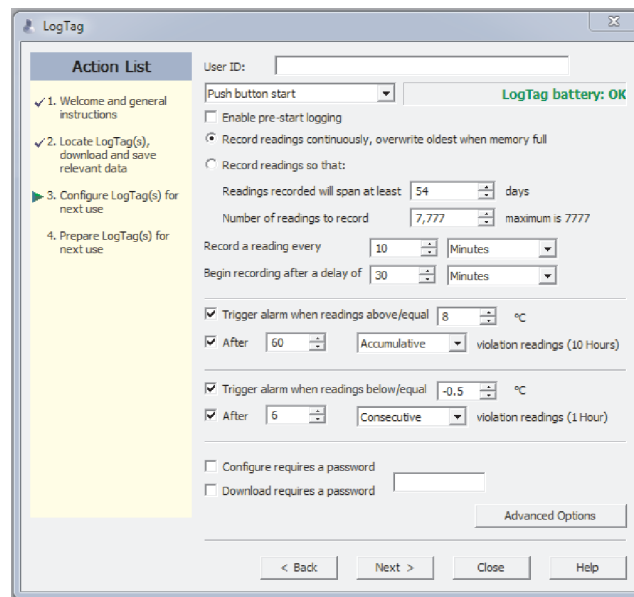 LogTag
Action List
1. Welcome and general
instructions
2. Locate LogTag(s),
download and save
relevant data
3. Configure LogTag(s) for
next use
4. Prepare LogTag(s) for
next use
User ID:
Push button start
LogTag battery: OK
Enable pre-start logging
Record readings continuously, overwrite oldest when memory full
Record readings so that:
Readings recorded will span at least 54 days
Number of readings to record 7,777 maximum is 7777
Record a reading every 10 Minutes
Begin recording after a delay of 30 Minutes
Trigger alarm when readings above/equal 8 °C
After 60 Accumulative violation readings (10 Hours)
Trigger alarm when readings below/equal -0.5 °C
After 6 Consecutive violation readings (1 Hour)
Configure requires a password
Download requires a password
Advanced Options
< Back Next > Close Help